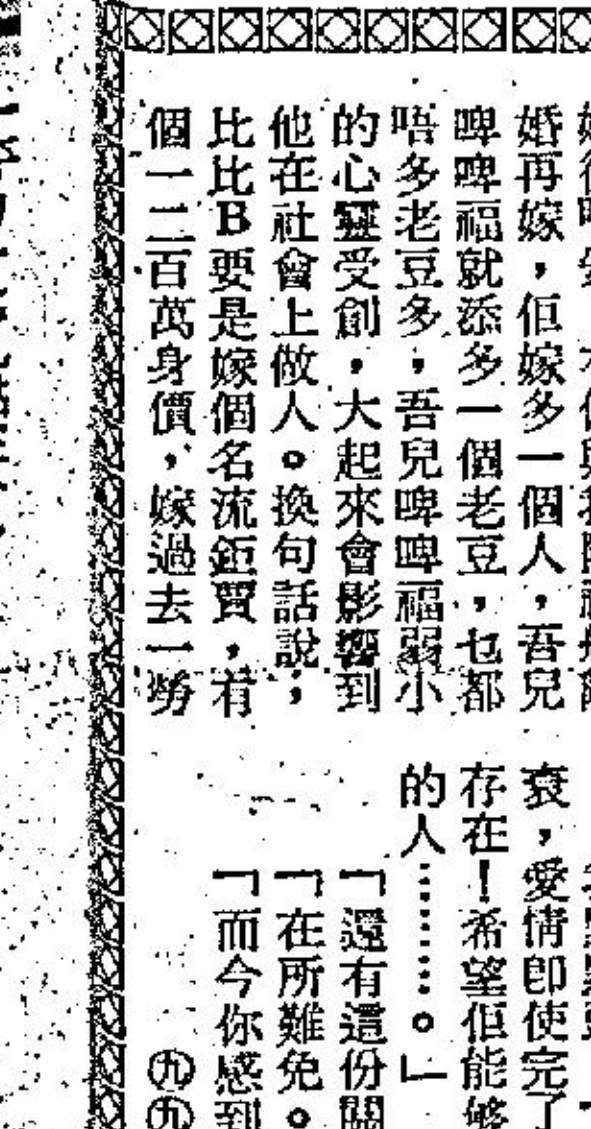 婚再嫁，佢嫁多一個人，吾兒
啤啤福就添多一個老豆，乜都
唔多老豆多，吾兒啤啤福弱小
的心靈受創，大起來會影響到
他在社會上做人。換句話說，
比比B要是嫁個名流鉅賈，有
個一二百萬身價，嫁過去一勞
衰，愛情即使完了
存在！希望佢能够
的人………。」
「還有這份關
「在所難免。
「而今你感到
㊈㊈